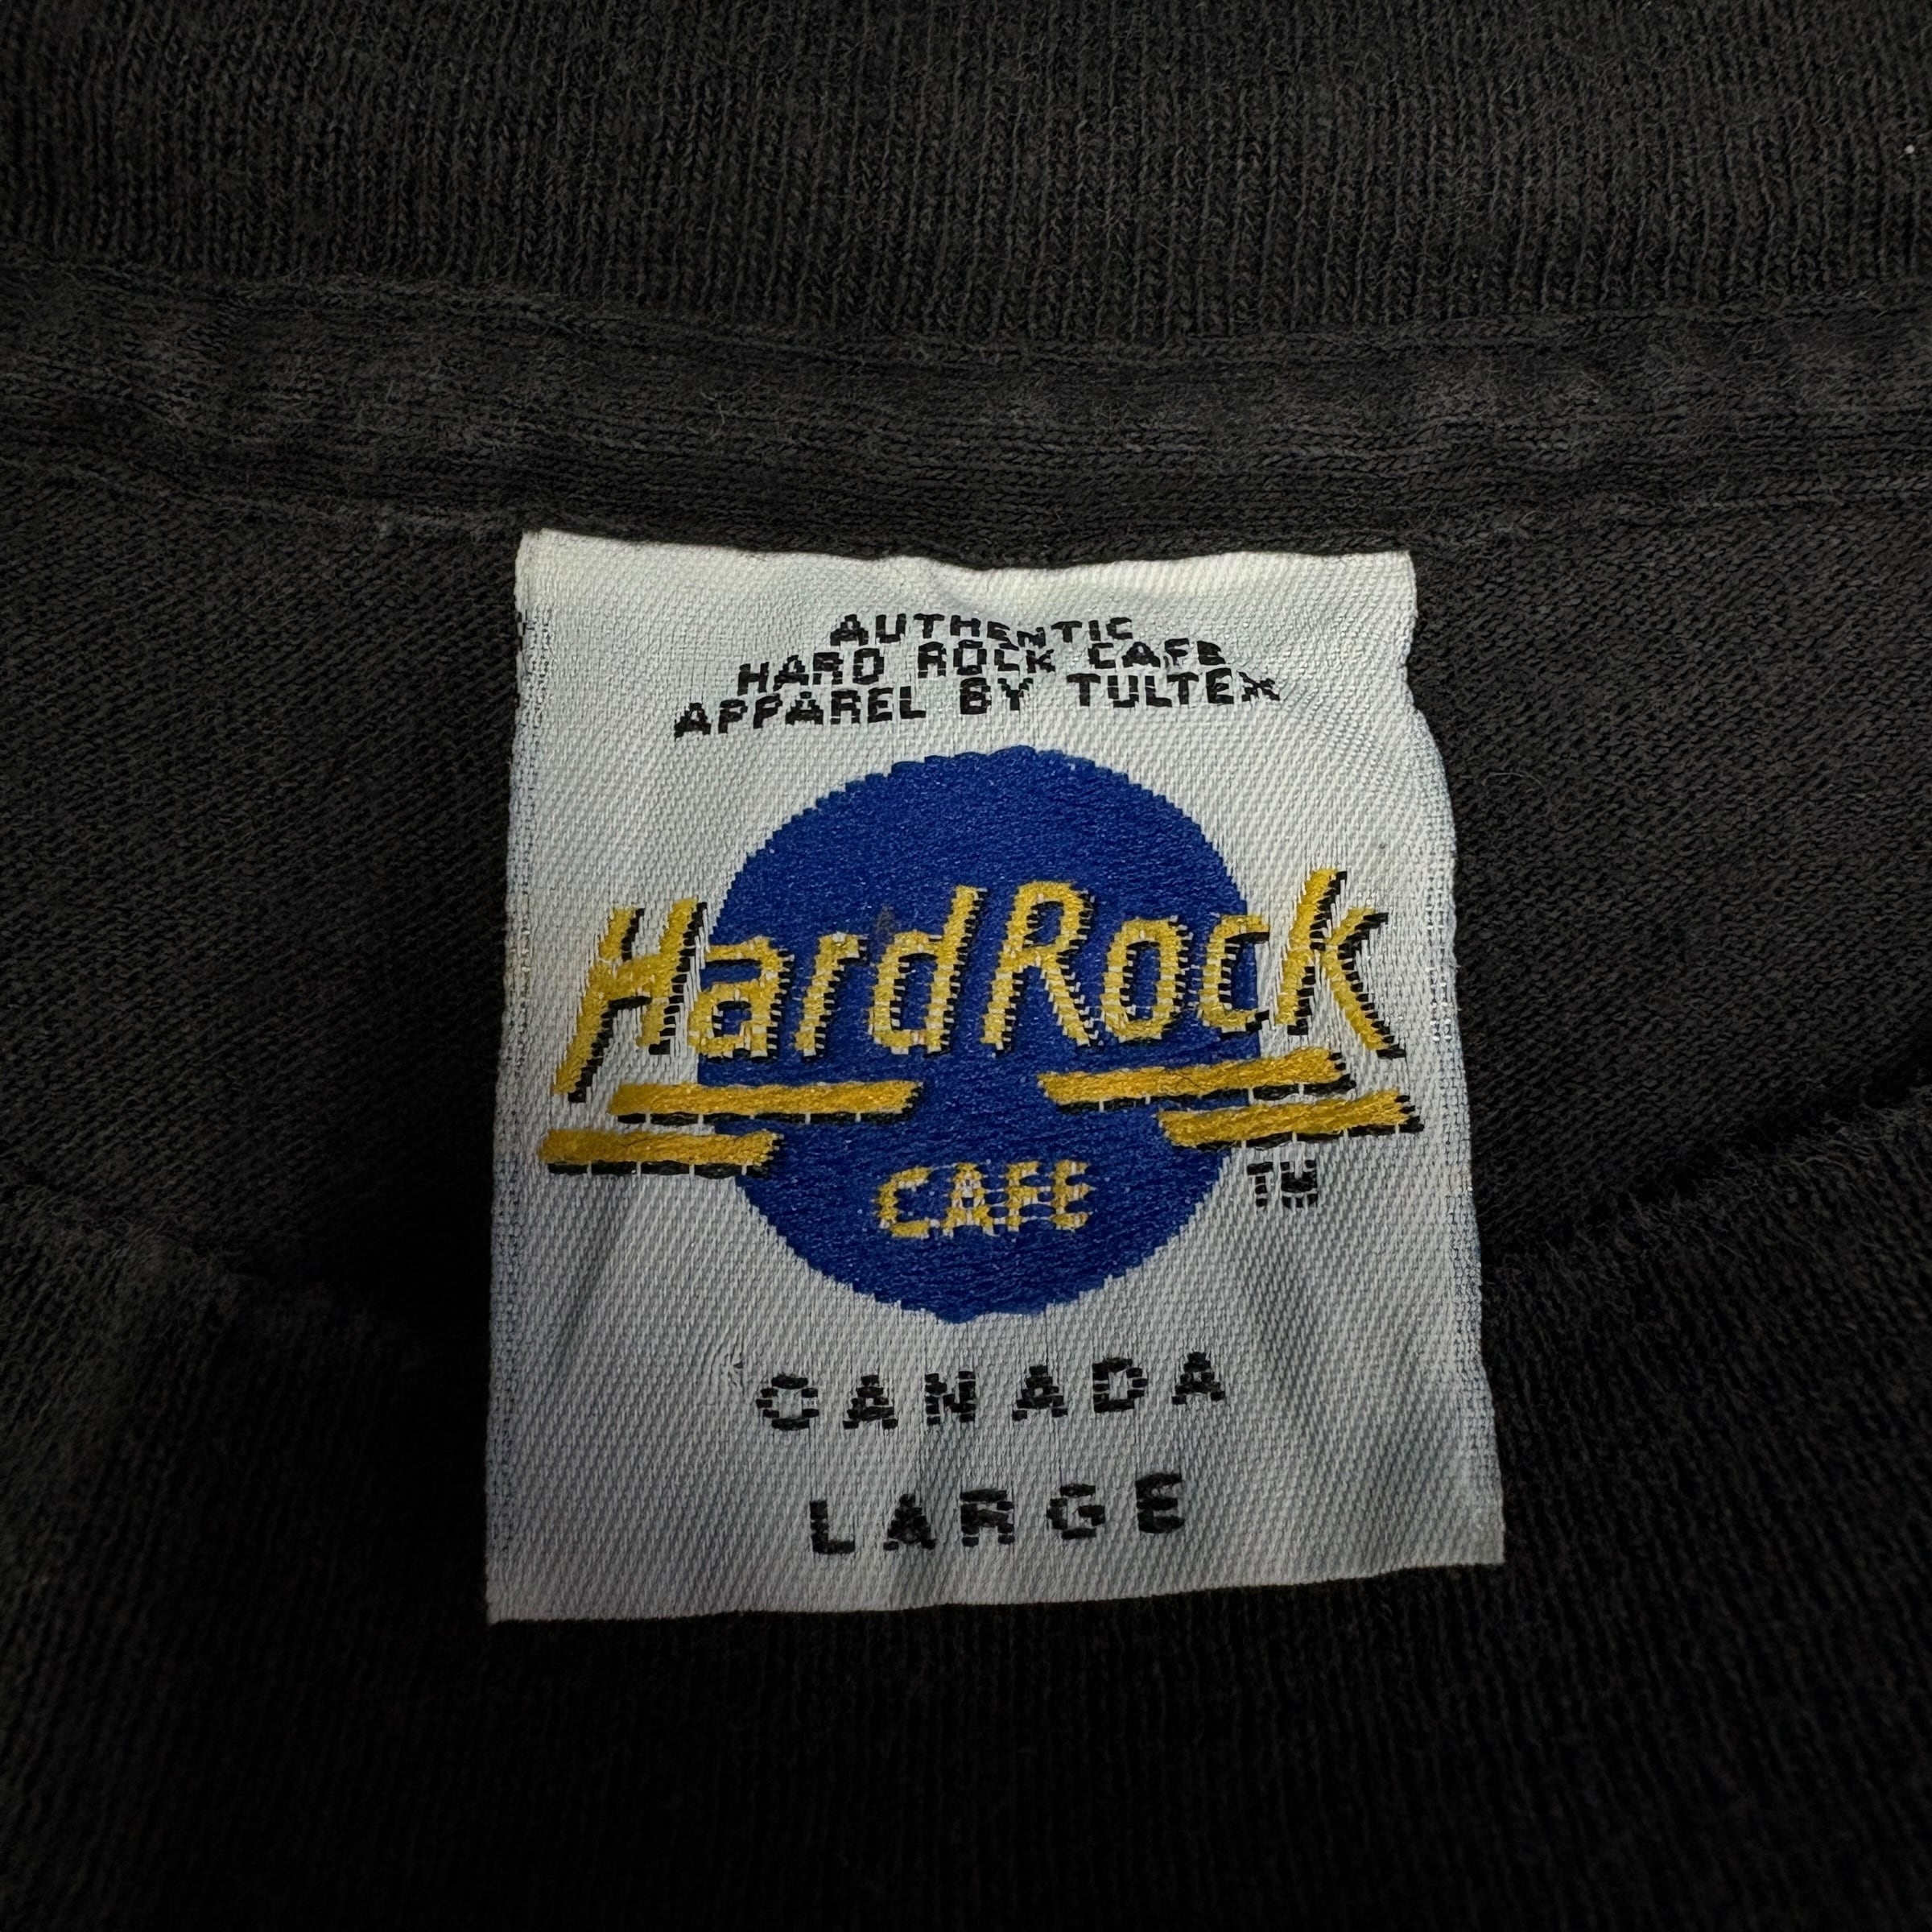 AUTHENTIC
HARD ROCK CAFE
APPAREL BY TULTEX
HardRock
CAFE
TM
CANADA
LARGE